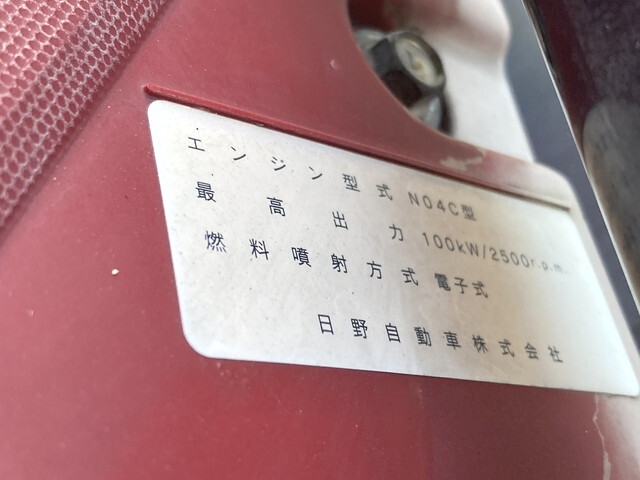 エンジン型式 N04C型
最高出力 100kW/2500r.p.m.
燃料噴射方式 電子式
日野自動車株式会社